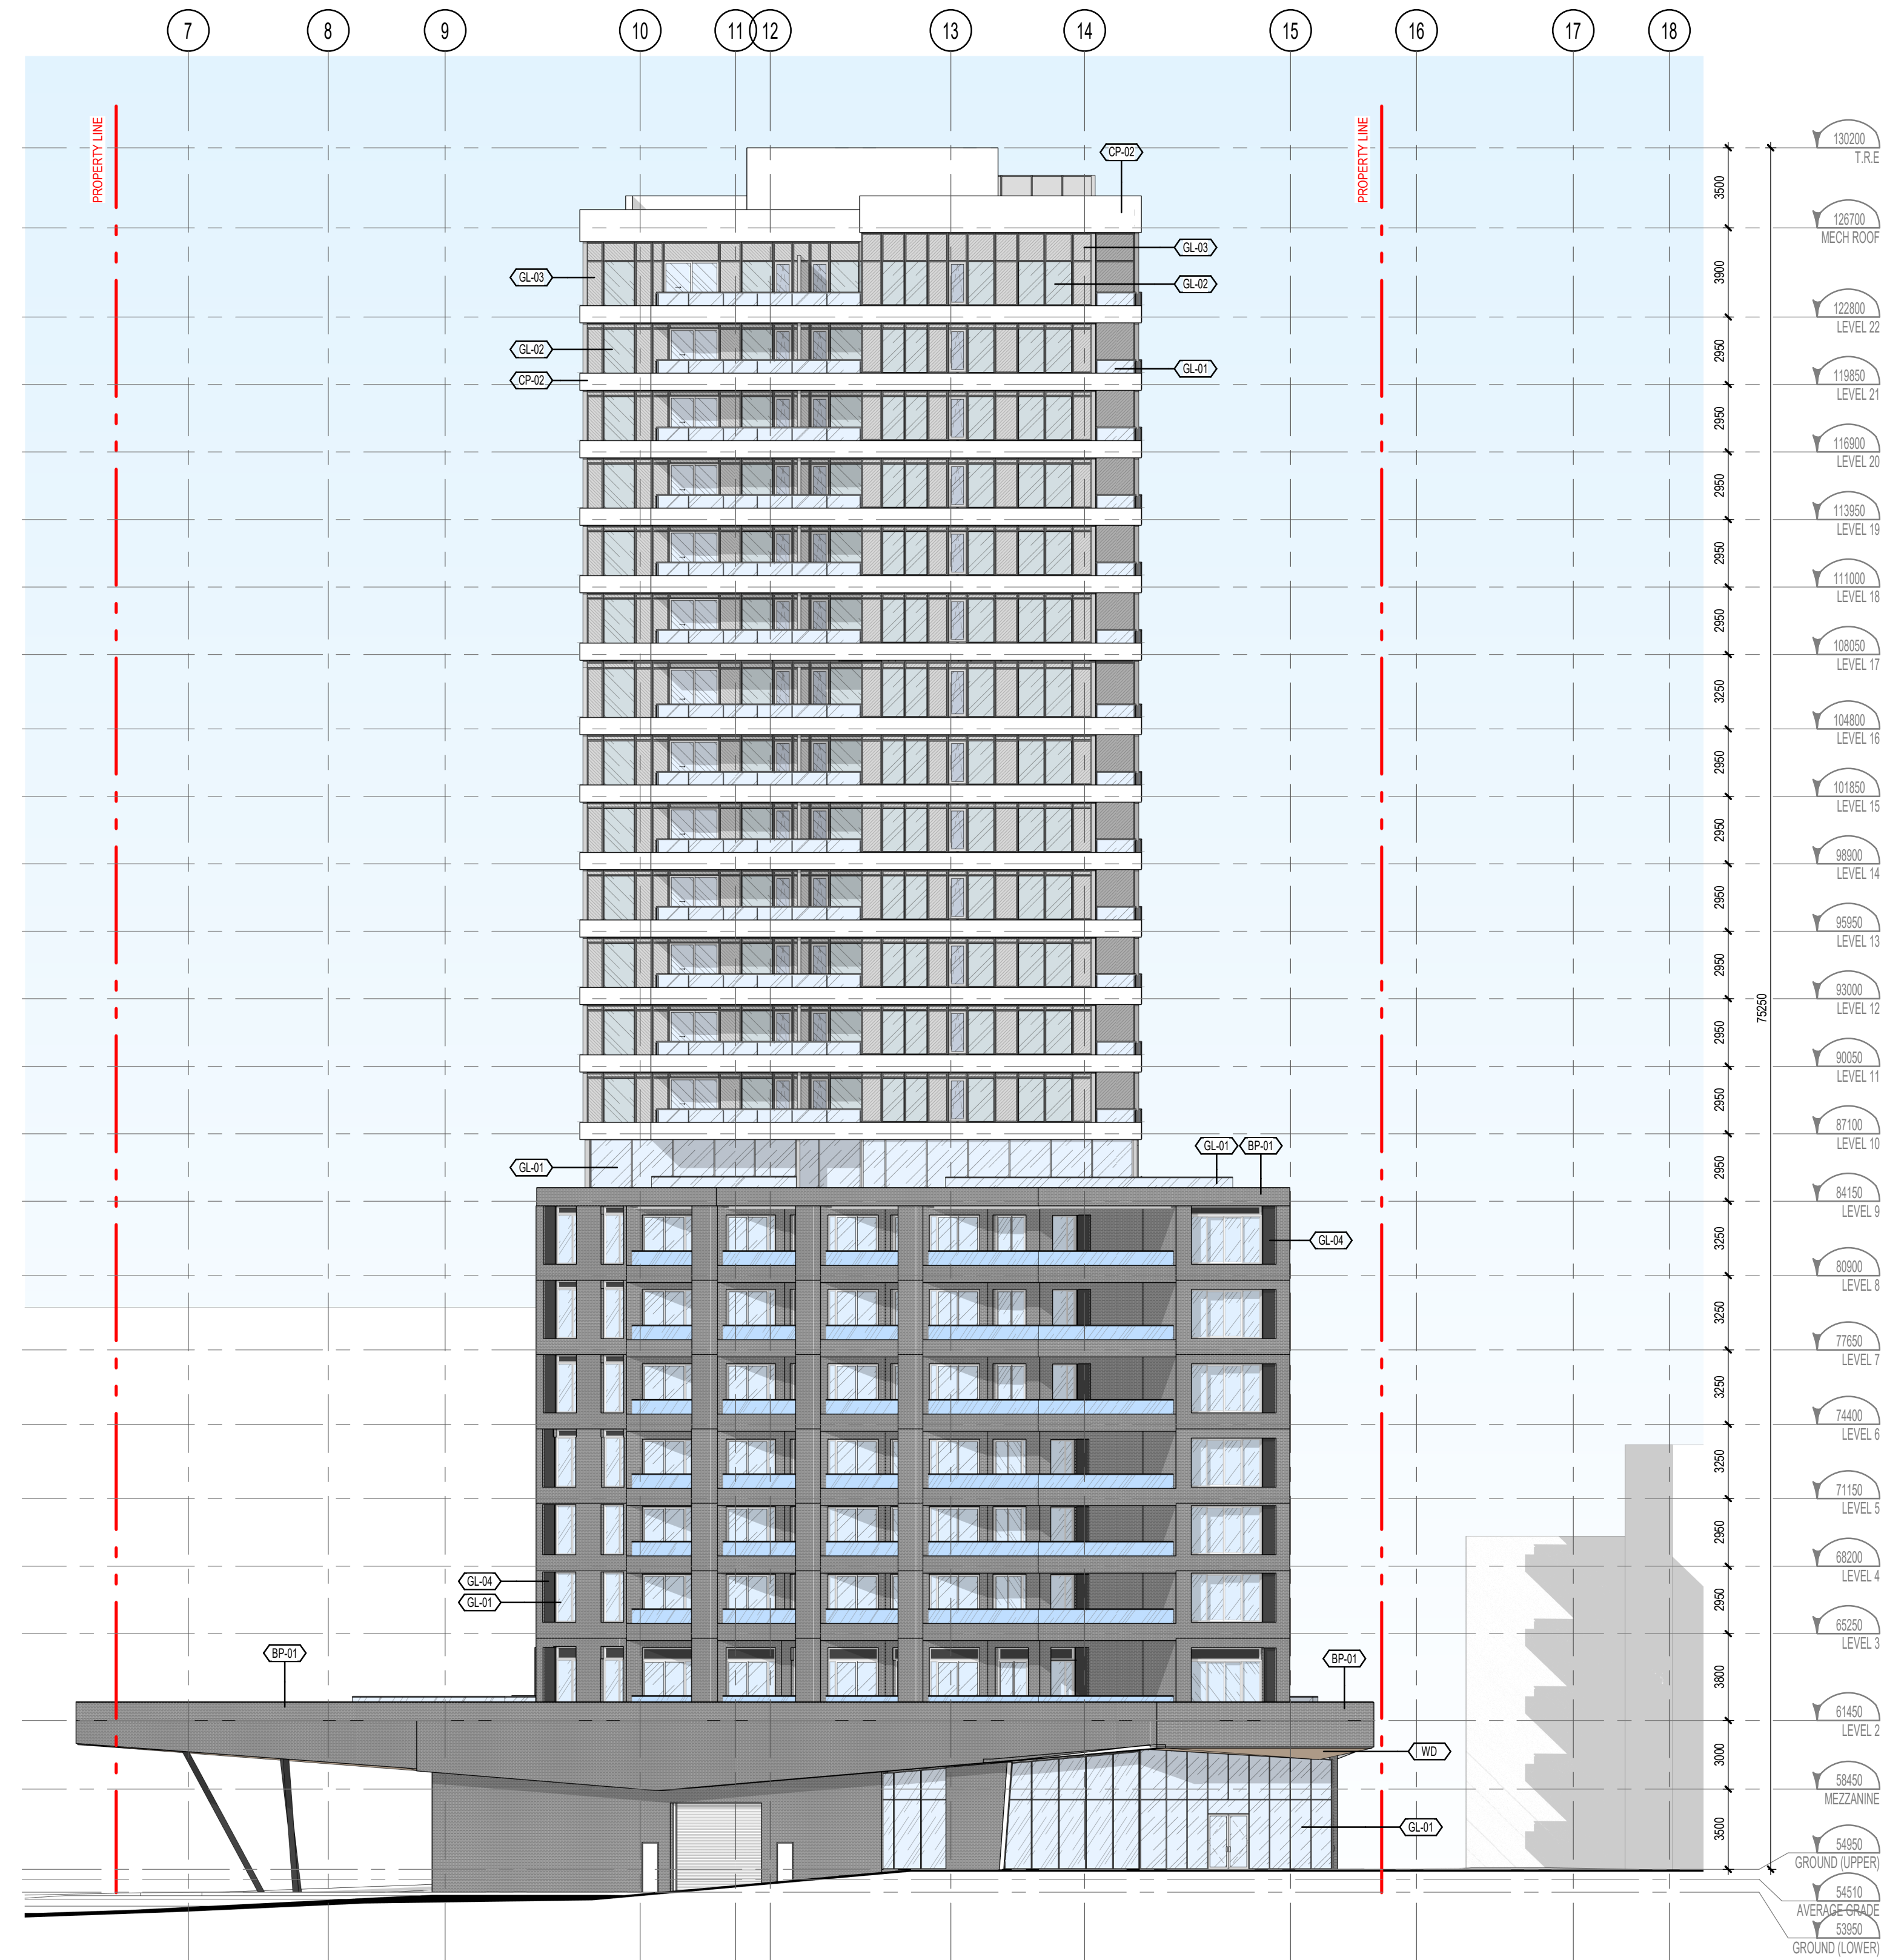 7 8 9 10 11 12 13 14 15 16 17 18
PROPERTY LINE
PROPERTY LINE
130200
T.R.E
CP-02
3500
126700
MECH ROOF
GL-03
GL-03
GL-02
3900
122800
LEVEL 22
GL-02
GL-01
CP-02
2950
119850
LEVEL 21
2950
116900
LEVEL 20
2950
113950
LEVEL 19
2950
111000
LEVEL 18
2950
108050
LEVEL 17
3250
104800
LEVEL 16
2950
101850
LEVEL 15
2950
98900
LEVEL 14
2950
95950
LEVEL 13
2950
93000
LEVEL 12
75250
2950
90050
LEVEL 11
2950
87100
LEVEL 10
GL-01 BP-01
GL-01
2950
84150
LEVEL 9
GL-04
3250
80900
LEVEL 8
3250
77650
LEVEL 7
3250
74400
LEVEL 6
3250
71150
LEVEL 5
2950
68200
LEVEL 4
GL-04
GL-01
2950
65250
LEVEL 3
BP-01
BP-01
3800
61450
LEVEL 2
WD
3000
58450
MEZZANINE
GL-01
3500
54950
GROUND (UPPER)
54510
AVERAGE GRADE
53950
GROUND (LOWER)